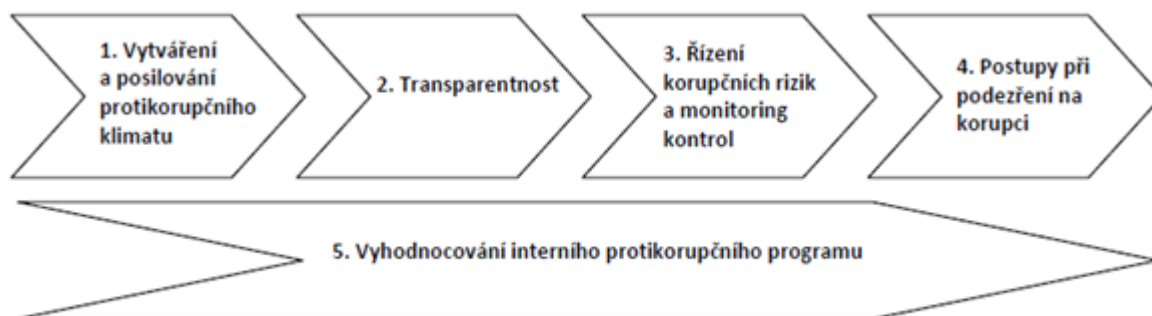 1. Vytváření
a posilování
protikorupčního
klimatu
2. Transparentnost
3. Řízení
korupčních rizik
a monitoring
kontrol
4. Postupy při
podezření na
korupci
5. Vyhodnocování interního protikorupčního programu